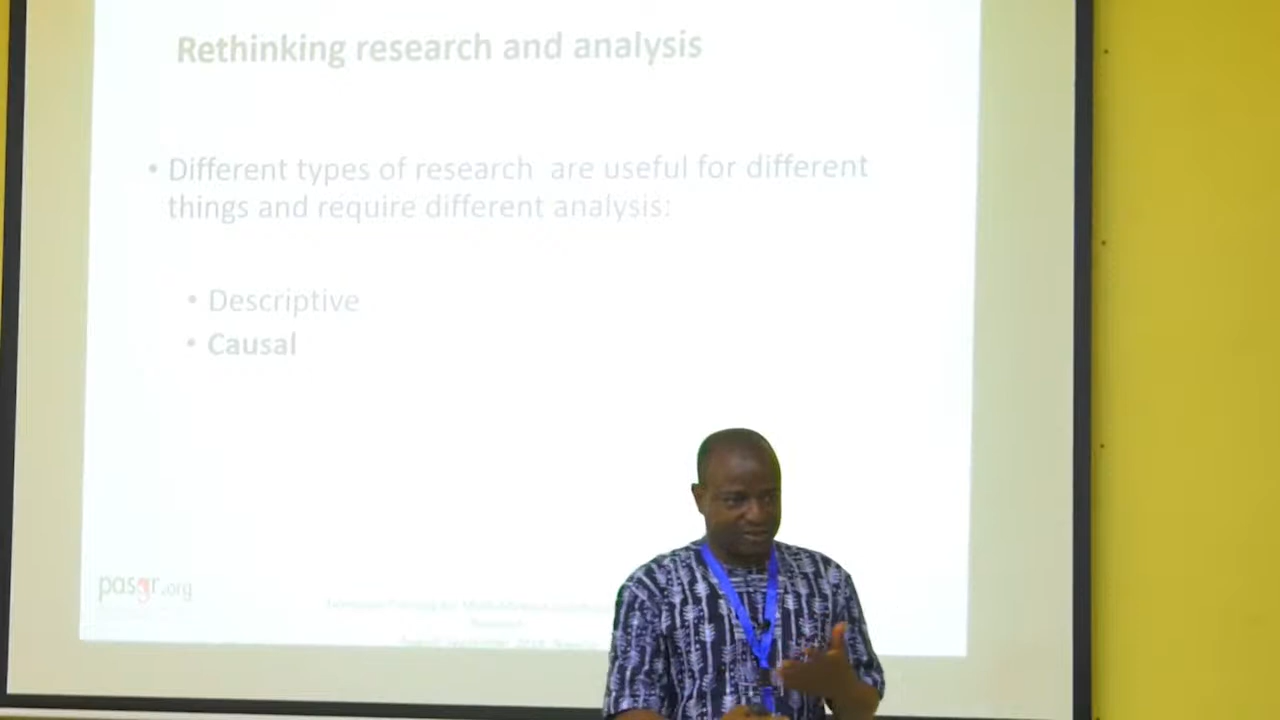 Rethinking research and analysis
• Different types of research are useful for different
things and require different analysis:
• Descriptive
• Causal
pasgr.org